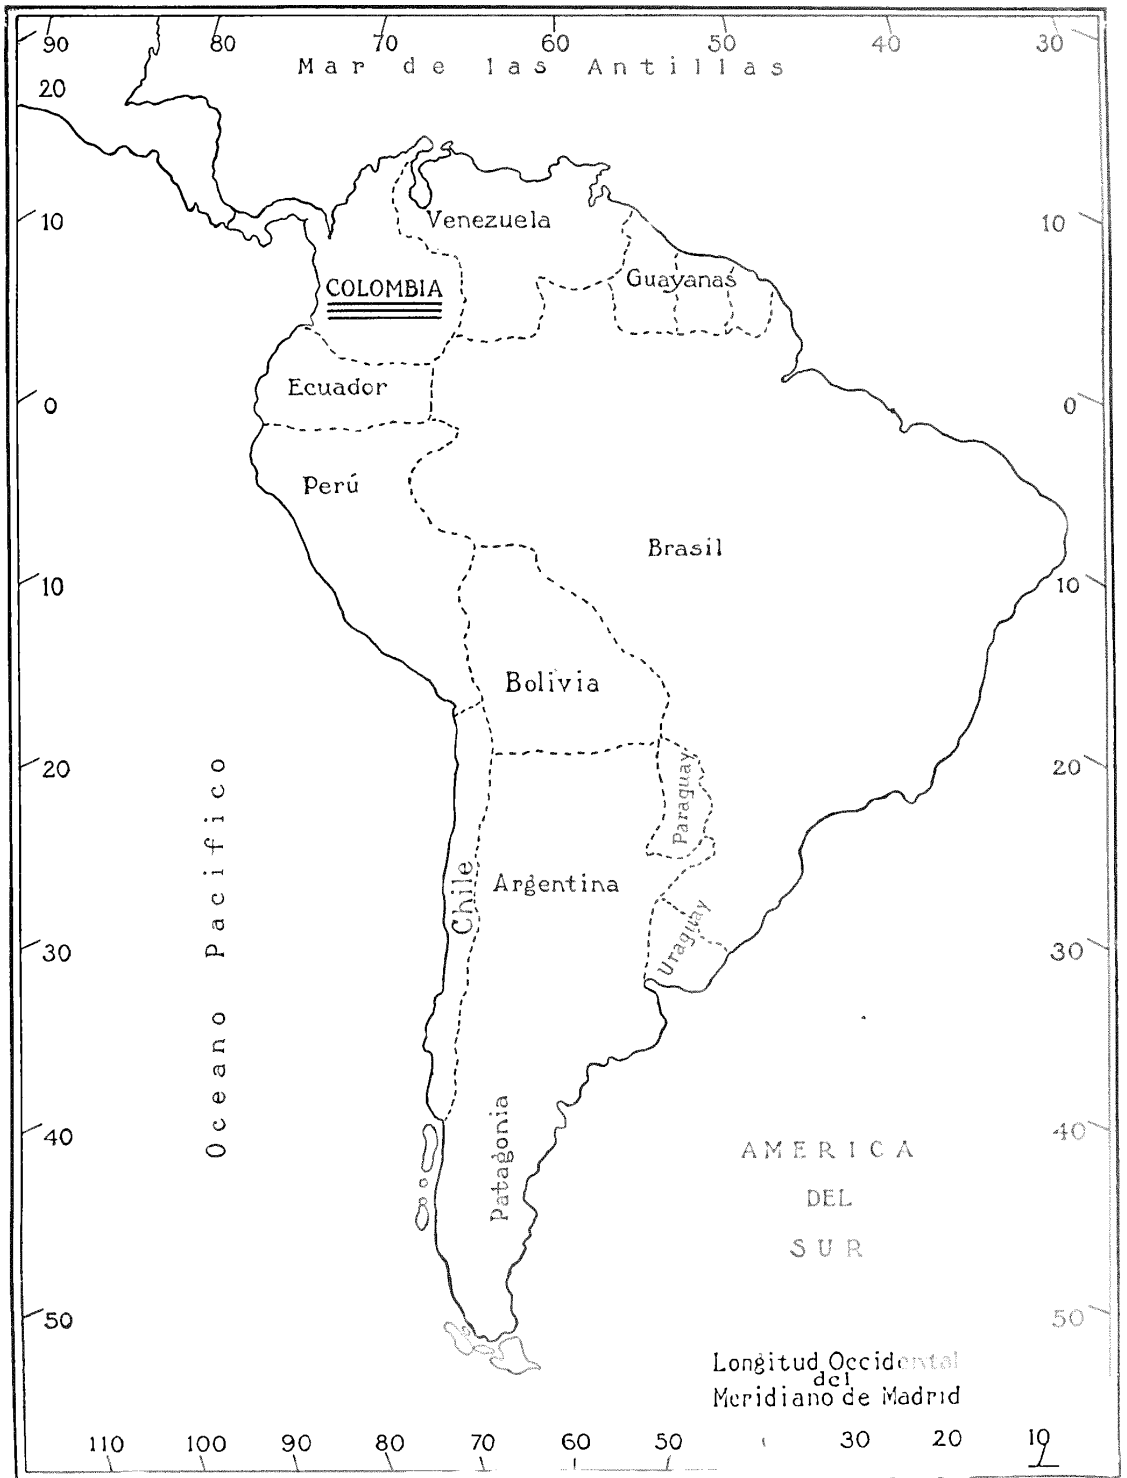 90 80 70 60 50 40 30
Mar de las Antillas
20
10 10
Venezuela
COLOMBIA
Guayanas
Ecuador
0 0
Perú
Brasil
10 10
Bolivia
20 20
Paraguay
Oceano Pacifico
Chile
Argentina
Uraguay
30 30
Patagonia
40 40
AMERICA
DEL
SUR
50 50
Longitud Occidental
del
Meridiano de Madrid
110 100 90 80 70 60 50 30 20 10